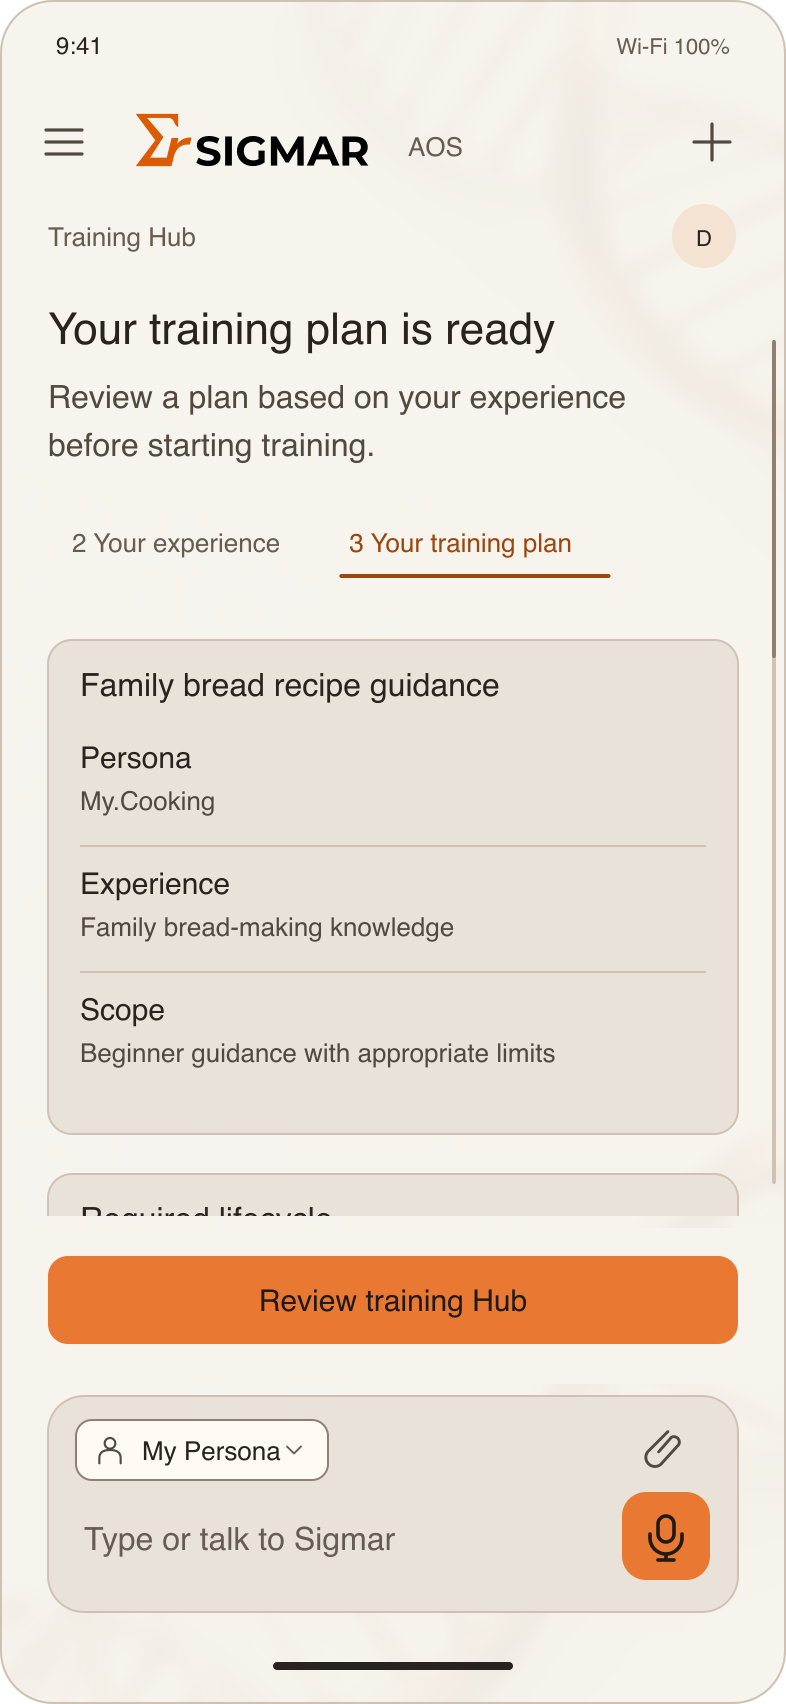 9:41
Wi-Fi 100%
Σr SIGMAR AOS
Training Hub
D
Your training plan is ready
Review a plan based on your experience
before starting training.
2 Your experience
3 Your training plan
Family bread recipe guidance
Persona
My.Cooking
Experience
Family bread-making knowledge
Scope
Beginner guidance with appropriate limits
Required lifecycle
Review training Hub
My Persona
Type or talk to Sigmar